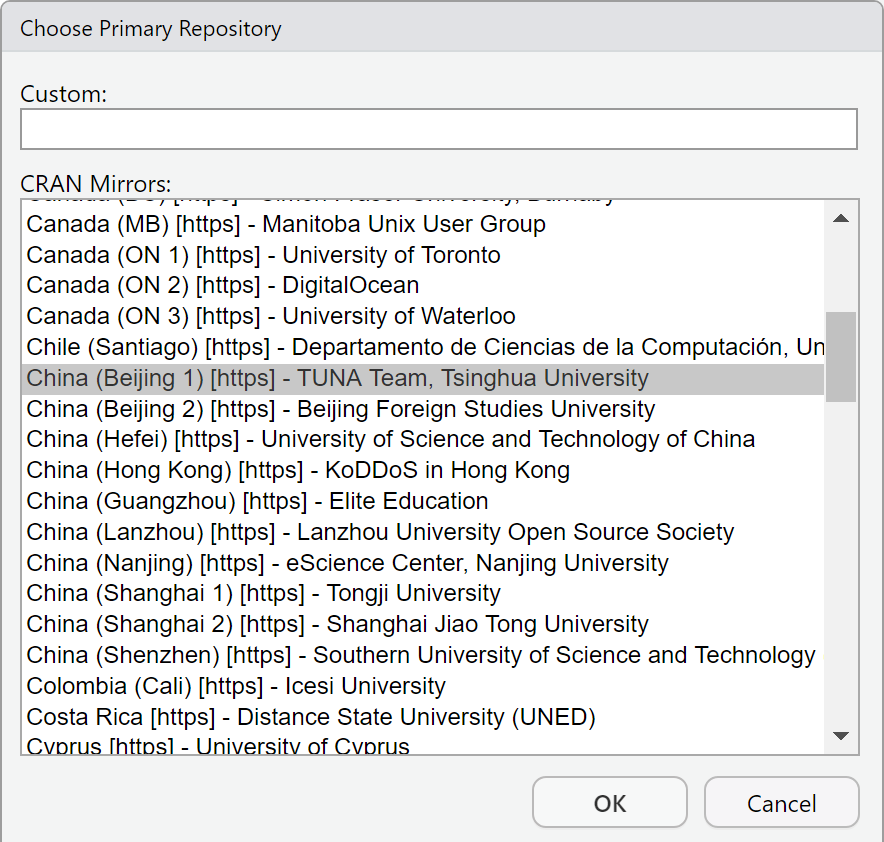 Choose Primary Repository
Custom:
CRAN Mirrors:
Canada (BC) [https] - Simon Fraser University, Burnaby
Canada (MB) [https] - Manitoba Unix User Group
Canada (ON 1) [https] - University of Toronto
Canada (ON 2) [https] - DigitalOcean
Canada (ON 3) [https] - University of Waterloo
Chile (Santiago) [https] - Departamento de Ciencias de la Computación, Un
China (Beijing 1) [https] - TUNA Team, Tsinghua University
China (Beijing 2) [https] - Beijing Foreign Studies University
China (Hefei) [https] - University of Science and Technology of China
China (Hong Kong) [https] - KoDDoS in Hong Kong
China (Guangzhou) [https] - Elite Education
China (Lanzhou) [https] - Lanzhou University Open Source Society
China (Nanjing) [https] - eScience Center, Nanjing University
China (Shanghai 1) [https] - Tongji University
China (Shanghai 2) [https] - Shanghai Jiao Tong University
China (Shenzhen) [https] - Southern University of Science and Technology
Colombia (Cali) [https] - Icesi University
Costa Rica [https] - Distance State University (UNED)
Cyprus [https] - University of Cyprus
OK
Cancel